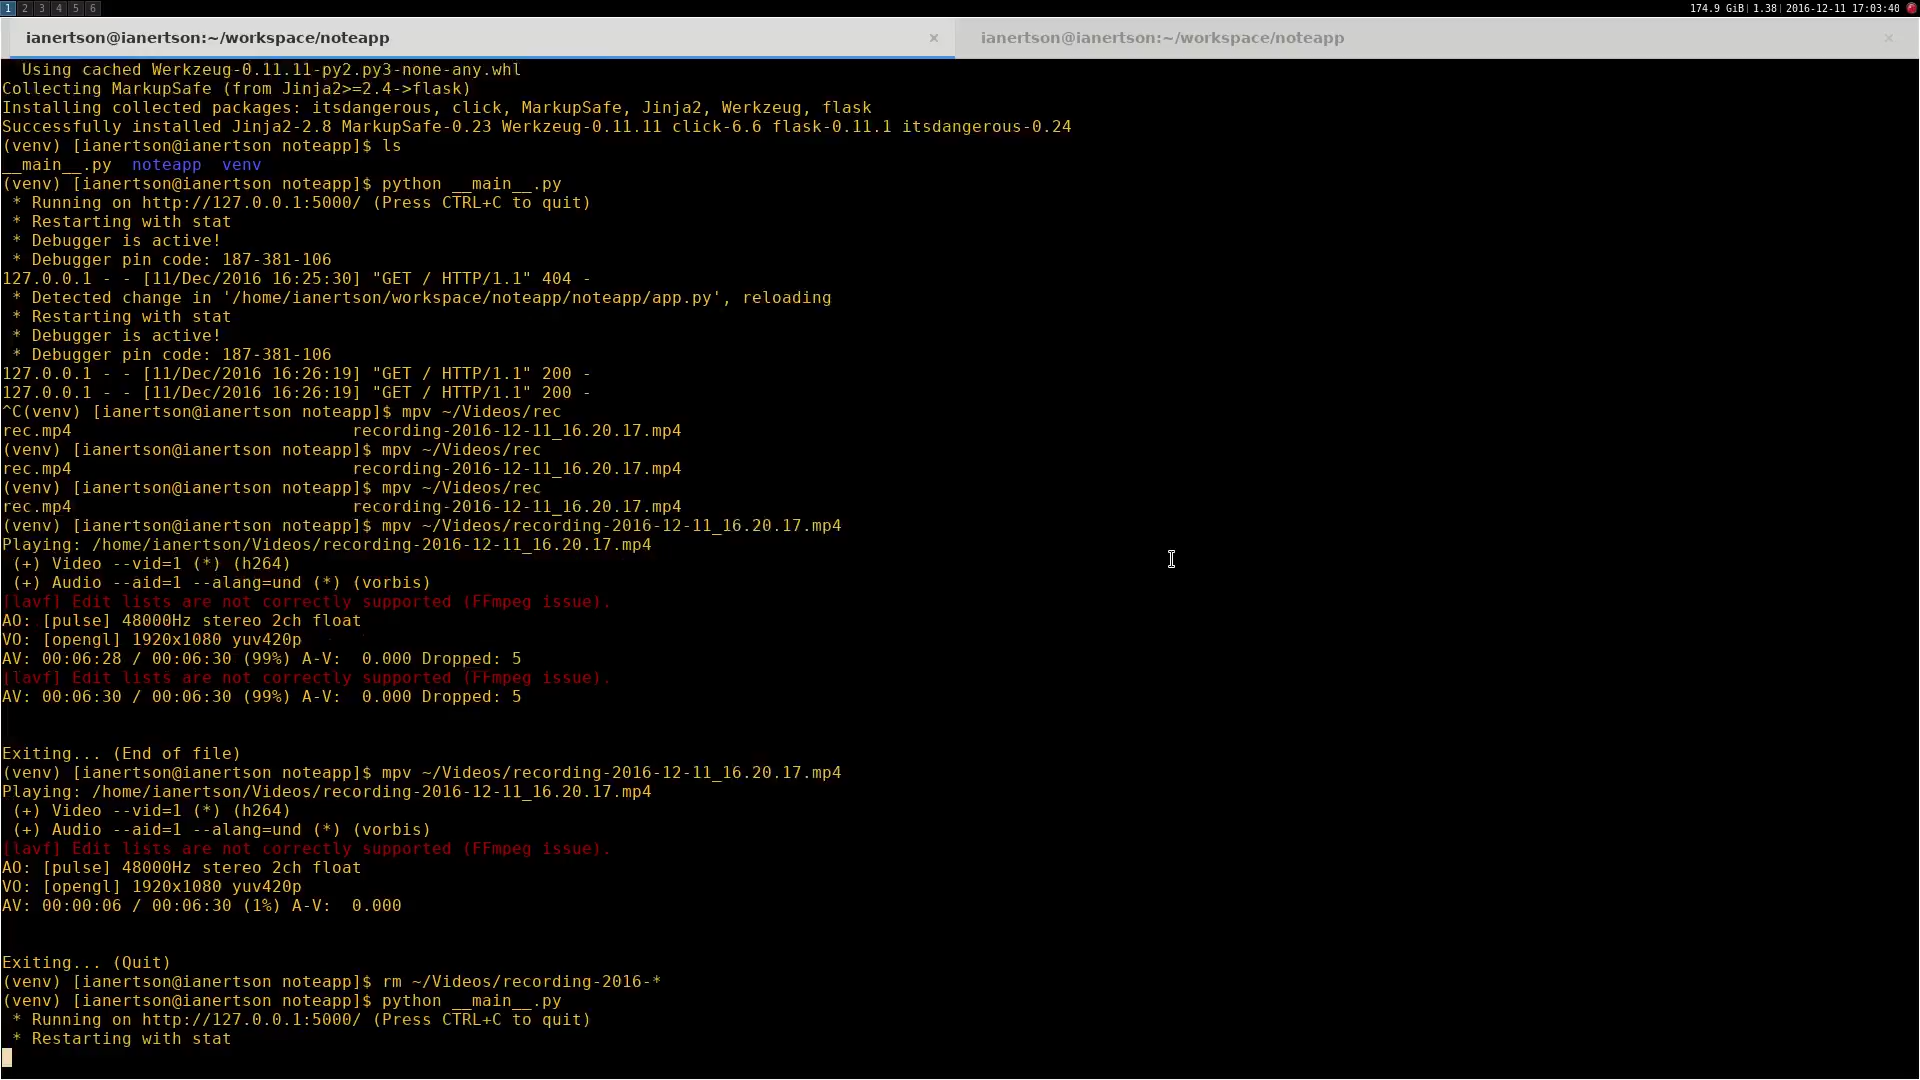 1 2 3 4 5 6 174.9 GiB| 1.38| 2016-12-11 17:03:40
ianertson@ianertson:~/workspace/noteapp × ianertson@ianertson:~/workspace/noteapp ×
  Using cached Werkzeug-0.11.11-py2.py3-none-any.whl
Collecting MarkupSafe (from Jinja2>=2.4->flask)
Installing collected packages: itsdangerous, click, MarkupSafe, Jinja2, Werkzeug, flask
Successfully installed Jinja2-2.8 MarkupSafe-0.23 Werkzeug-0.11.11 click-6.6 flask-0.11.1 itsdangerous-0.24
(venv) [ianertson@ianertson noteapp]$ ls
__main__.py  noteapp  venv
(venv) [ianertson@ianertson noteapp]$ python __main__.py
 * Running on http://127.0.0.1:5000/ (Press CTRL+C to quit)
 * Restarting with stat
 * Debugger is active!
 * Debugger pin code: 187-381-106
127.0.0.1 - - [11/Dec/2016 16:25:30] "GET / HTTP/1.1" 404 -
 * Detected change in '/home/ianertson/workspace/noteapp/noteapp/app.py', reloading
 * Restarting with stat
 * Debugger is active!
 * Debugger pin code: 187-381-106
127.0.0.1 - - [11/Dec/2016 16:26:19] "GET / HTTP/1.1" 200 -
127.0.0.1 - - [11/Dec/2016 16:26:19] "GET / HTTP/1.1" 200 -
^C(venv) [ianertson@ianertson noteapp]$ mpv ~/Videos/rec
rec.mp4                            recording-2016-12-11_16.20.17.mp4
(venv) [ianertson@ianertson noteapp]$ mpv ~/Videos/rec
rec.mp4                            recording-2016-12-11_16.20.17.mp4
(venv) [ianertson@ianertson noteapp]$ mpv ~/Videos/rec
rec.mp4                            recording-2016-12-11_16.20.17.mp4
(venv) [ianertson@ianertson noteapp]$ mpv ~/Videos/recording-2016-12-11_16.20.17.mp4
Playing: /home/ianertson/Videos/recording-2016-12-11_16.20.17.mp4
 (+) Video --vid=1 (*) (h264)
 (+) Audio --aid=1 --alang=und (*) (vorbis)
[lavf] Edit lists are not correctly supported (FFmpeg issue).
AO: [pulse] 48000Hz stereo 2ch float
VO: [opengl] 1920x1080 yuv420p
AV: 00:06:28 / 00:06:30 (99%) A-V:  0.000 Dropped: 5
[lavf] Edit lists are not correctly supported (FFmpeg issue).
AV: 00:06:30 / 00:06:30 (99%) A-V:  0.000 Dropped: 5
Exiting... (End of file)
(venv) [ianertson@ianertson noteapp]$ mpv ~/Videos/recording-2016-12-11_16.20.17.mp4
Playing: /home/ianertson/Videos/recording-2016-12-11_16.20.17.mp4
 (+) Video --vid=1 (*) (h264)
 (+) Audio --aid=1 --alang=und (*) (vorbis)
[lavf] Edit lists are not correctly supported (FFmpeg issue).
AO: [pulse] 48000Hz stereo 2ch float
VO: [opengl] 1920x1080 yuv420p
AV: 00:00:06 / 00:06:30 (1%) A-V:  0.000
Exiting... (Quit)
(venv) [ianertson@ianertson noteapp]$ rm ~/Videos/recording-2016-*
(venv) [ianertson@ianertson noteapp]$ python __main__.py
 * Running on http://127.0.0.1:5000/ (Press CTRL+C to quit)
 * Restarting with stat